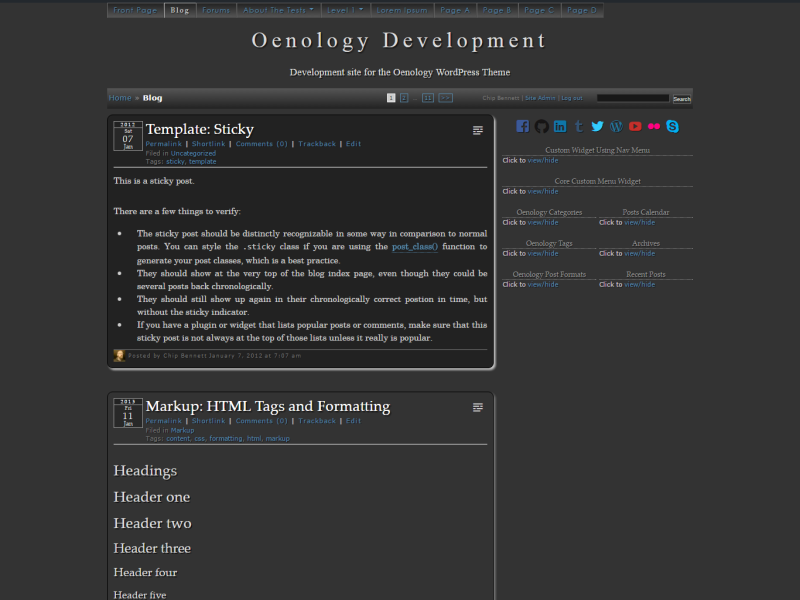 Front Page Blog Forums About The Tests Level 1 Lorem Ipsum Page A Page B Page C Page D
Oenology Development
Development site for the Oenology WordPress Theme
Home » Blog
1 2 … 11 >>
Chip Bennett | Site Admin | Log out
Search
2012
Sat
07
Jan
Template: Sticky
Permalink | Shortlink | Comments (0) | Trackback | Edit
Filed in Uncategorized
Tags: sticky, template
This is a sticky post.
There are a few things to verify:
• The sticky post should be distinctly recognizable in some way in comparison to normal
posts. You can style the .sticky class if you are using the post_class() function to
generate your post classes, which is a best practice.
• They should show at the very top of the blog index page, even though they could be
several posts back chronologically.
• They should still show up again in their chronologically correct postion in time, but
without the sticky indicator.
• If you have a plugin or widget that lists popular posts or comments, make sure that this
sticky post is not always at the top of those lists unless it really is popular.
Posted by Chip Bennett January 7, 2012 at 7:07 am
2013
Fri
11
Jan
Markup: HTML Tags and Formatting
Permalink | Shortlink | Comments (0) | Trackback | Edit
Filed in Markup
Tags: content, css, formatting, html, markup
Headings
Header one
Header two
Header three
Header four
Header five
Custom Widget Using Nav Menu
Click to view/hide
Core Custom Menu Widget
Click to view/hide
Oenology Categories Posts Calendar
Click to view/hide Click to view/hide
Oenology Tags Archives
Click to view/hide Click to view/hide
Oenology Post Formats Recent Posts
Click to view/hide Click to view/hide